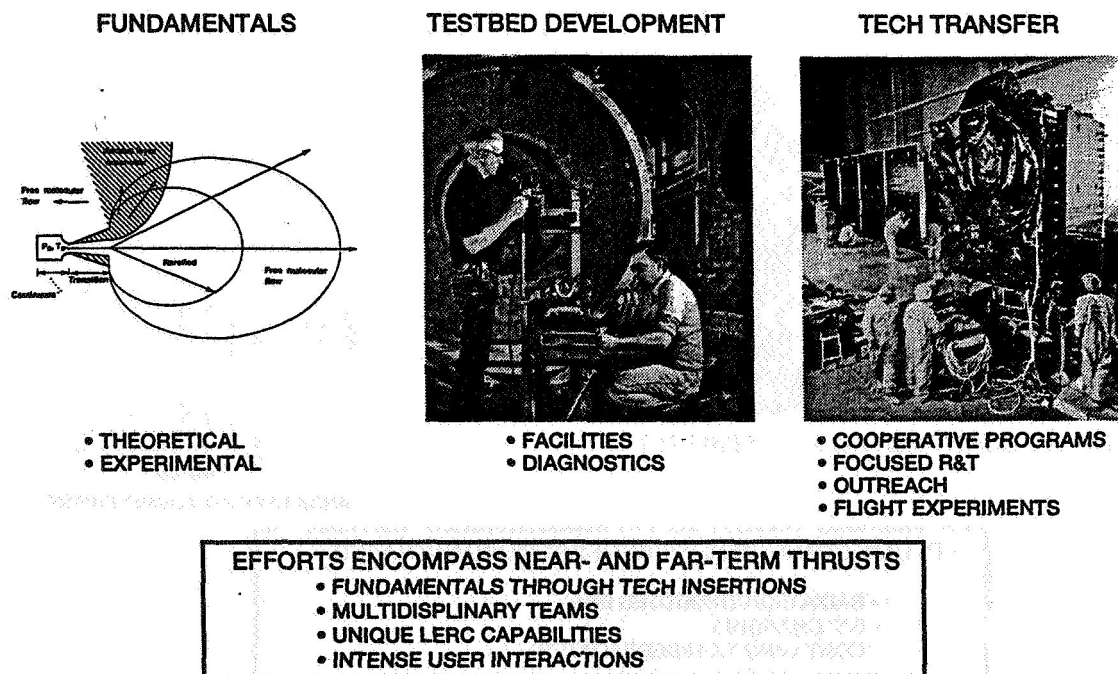 FUNDAMENTALS
TESTBED DEVELOPMENT
TECH TRANSFER
Free molecular
flow
Rarefied
Free molecular
flow
Transition
• THEORETICAL
• EXPERIMENTAL
• FACILITIES
• DIAGNOSTICS
• COOPERATIVE PROGRAMS
• FOCUSED R&T
• OUTREACH
• FLIGHT EXPERIMENTS
EFFORTS ENCOMPASS NEAR- AND FAR-TERM THRUSTS
• FUNDAMENTALS THROUGH TECH INSERTIONS
• MULTIDISPLINARY TEAMS
• UNIQUE LERC CAPABILITIES
• INTENSE USER INTERACTIONS